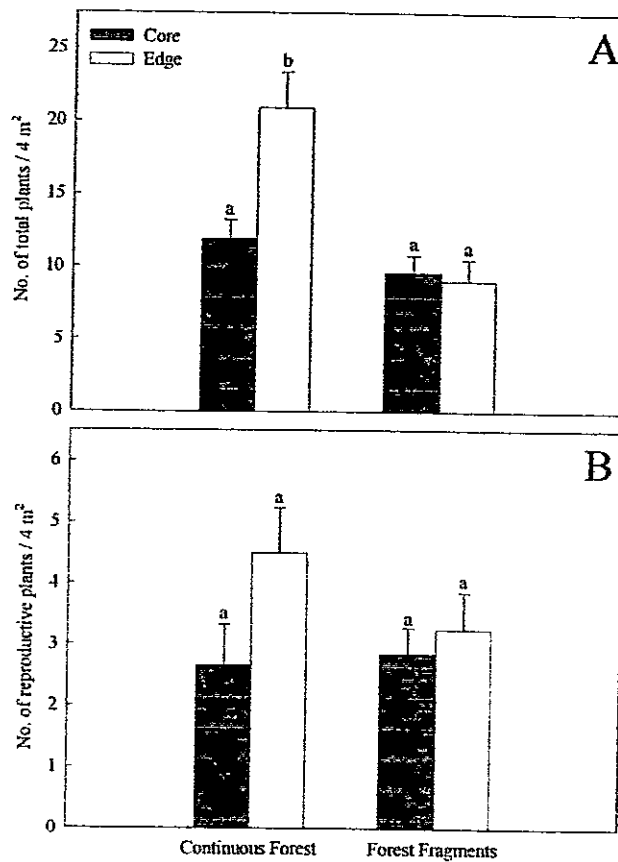 Core
Edge
A
No. of total plants / 4 m²
25
20
15
10
5
0
a
b
a
a
B
No. of reproductive plants / 4 m²
6
5
4
3
2
1
0
a
a
a
a
Continuous Forest
Forest Fragments